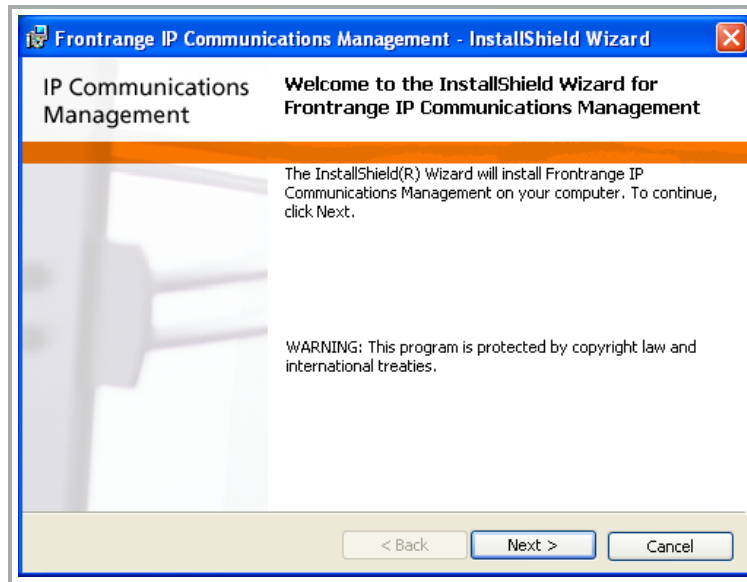 Frontrange IP Communications Management - InstallShield Wizard
IP Communications
Management
Welcome to the InstallShield Wizard for
Frontrange IP Communications Management
The InstallShield(R) Wizard will install Frontrange IP
Communications Management on your computer. To continue,
click Next.
WARNING: This program is protected by copyright law and
international treaties.
< Back
Next >
Cancel